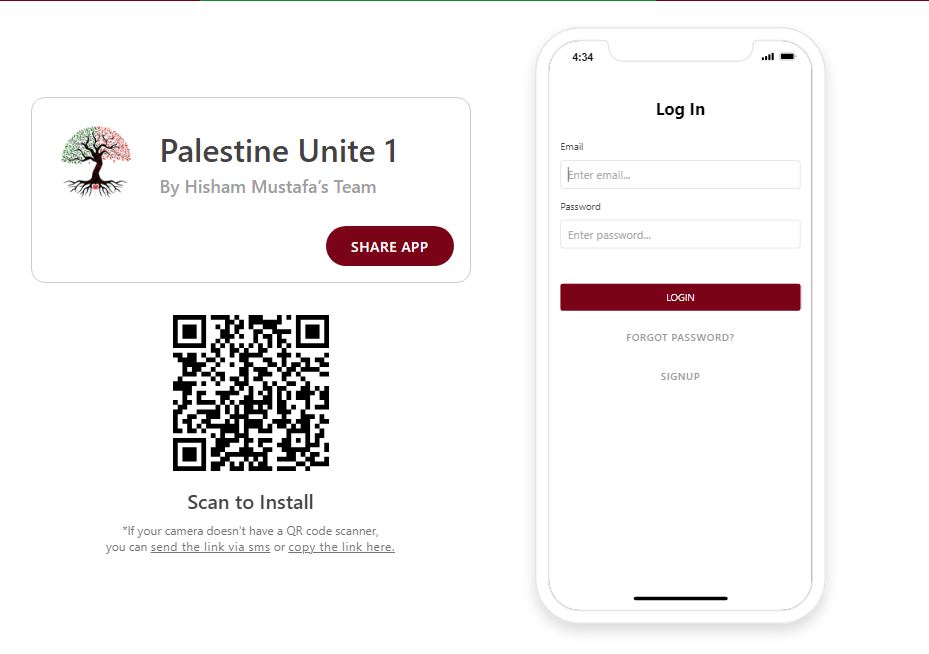 Palestine Unite 1
By Hisham Mustafa’s Team
SHARE APP
Scan to Install
*If your camera doesn't have a QR code scanner,
you can send the link via sms or copy the link here.
4:34
Log In
Email
Enter email...
Password
Enter password...
LOGIN
FORGOT PASSWORD?
SIGNUP